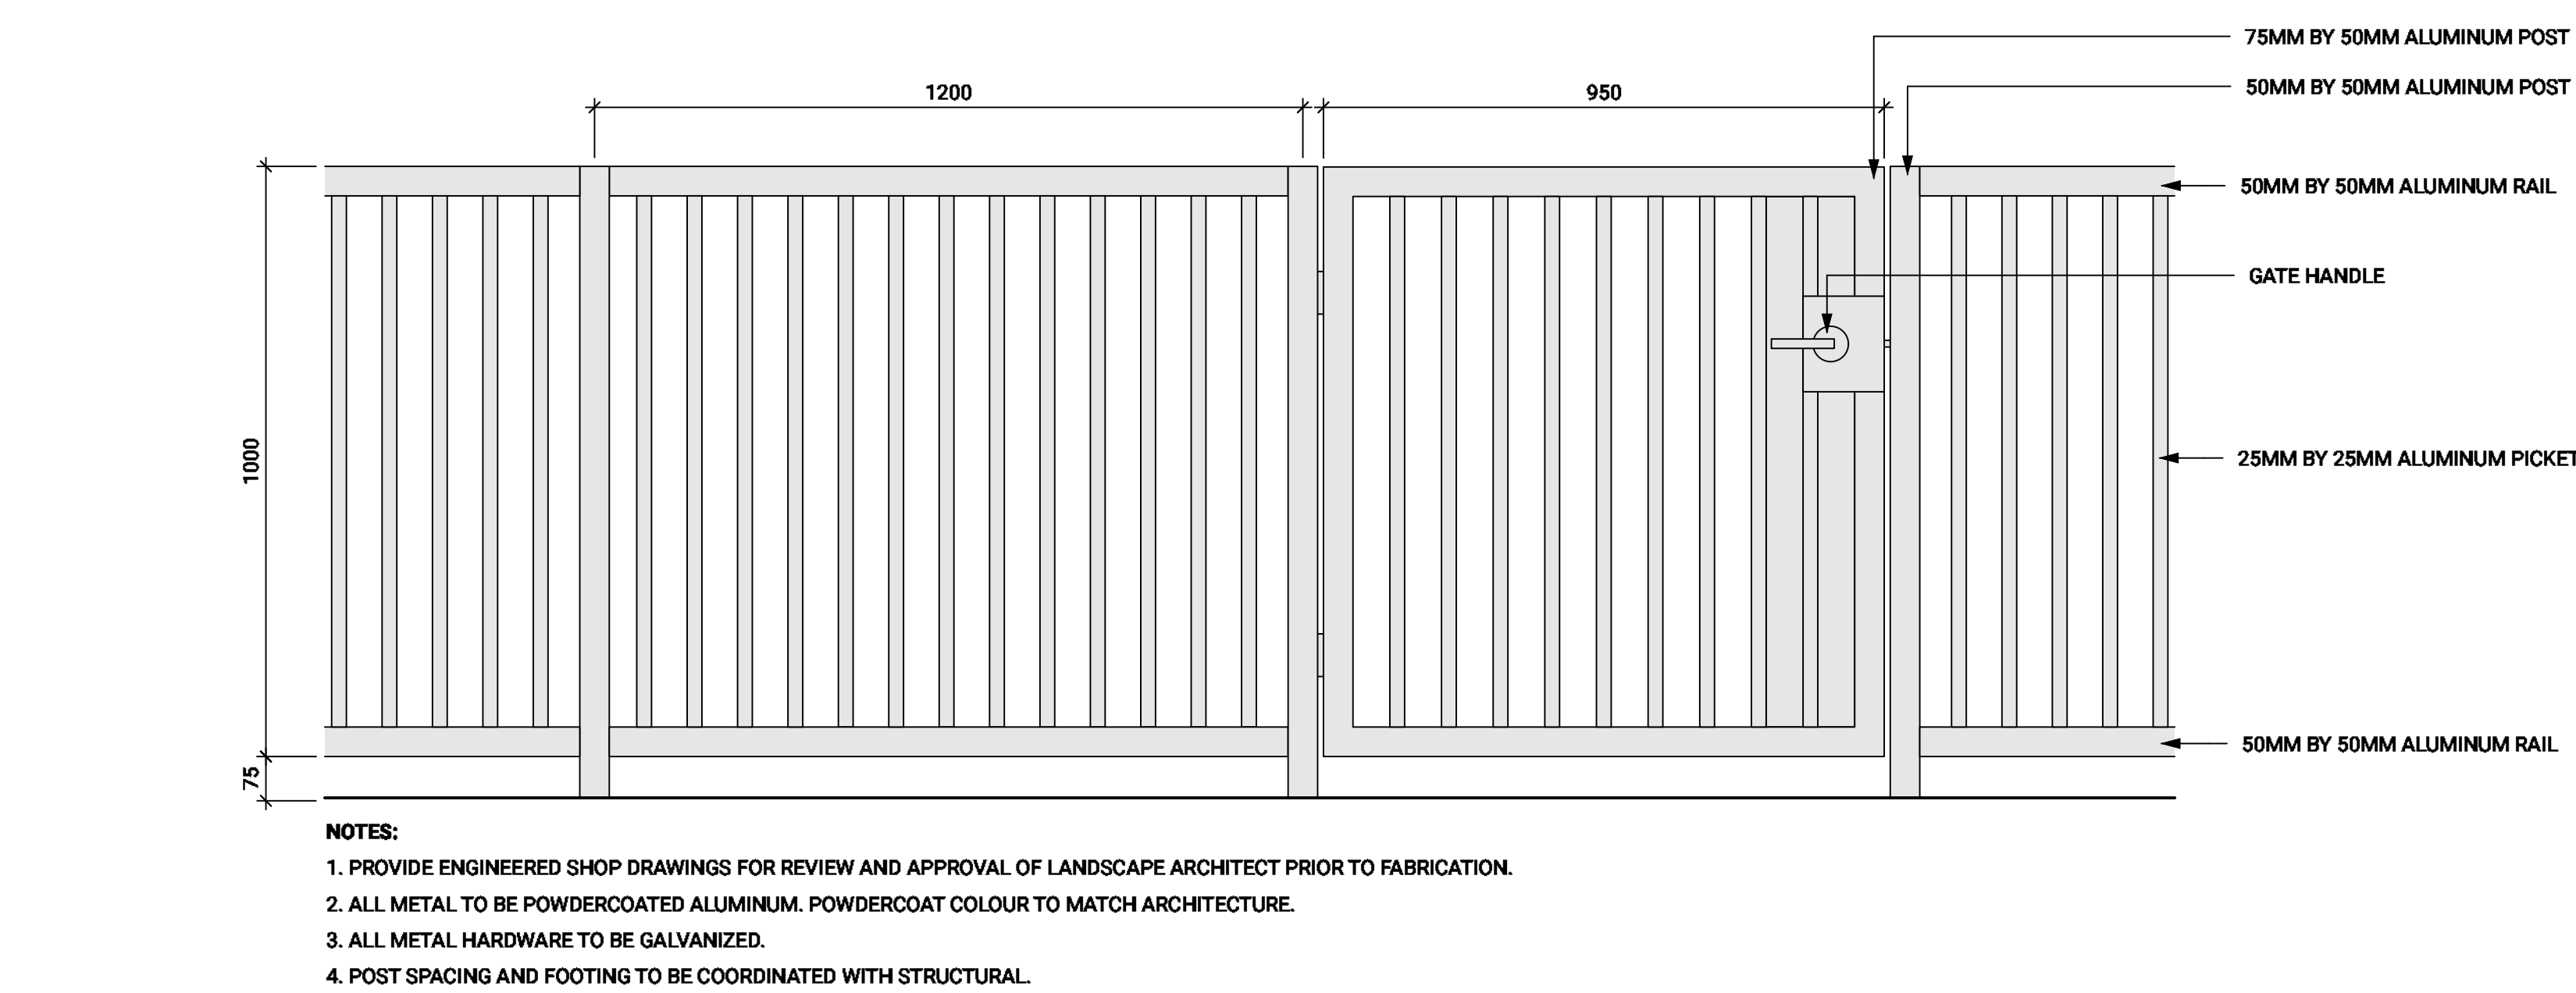 75MM BY 50MM ALUMINUM POST
50MM BY 50MM ALUMINUM POST
1200
950
50MM BY 50MM ALUMINUM RAIL
GATE HANDLE
1000
25MM BY 25MM ALUMINUM PICKET
50MM BY 50MM ALUMINUM RAIL
75
NOTES:
1. PROVIDE ENGINEERED SHOP DRAWINGS FOR REVIEW AND APPROVAL OF LANDSCAPE ARCHITECT PRIOR TO FABRICATION.
2. ALL METAL TO BE POWDERCOATED ALUMINUM. POWDERCOAT COLOUR TO MATCH ARCHITECTURE.
3. ALL METAL HARDWARE TO BE GALVANIZED.
4. POST SPACING AND FOOTING TO BE COORDINATED WITH STRUCTURAL.